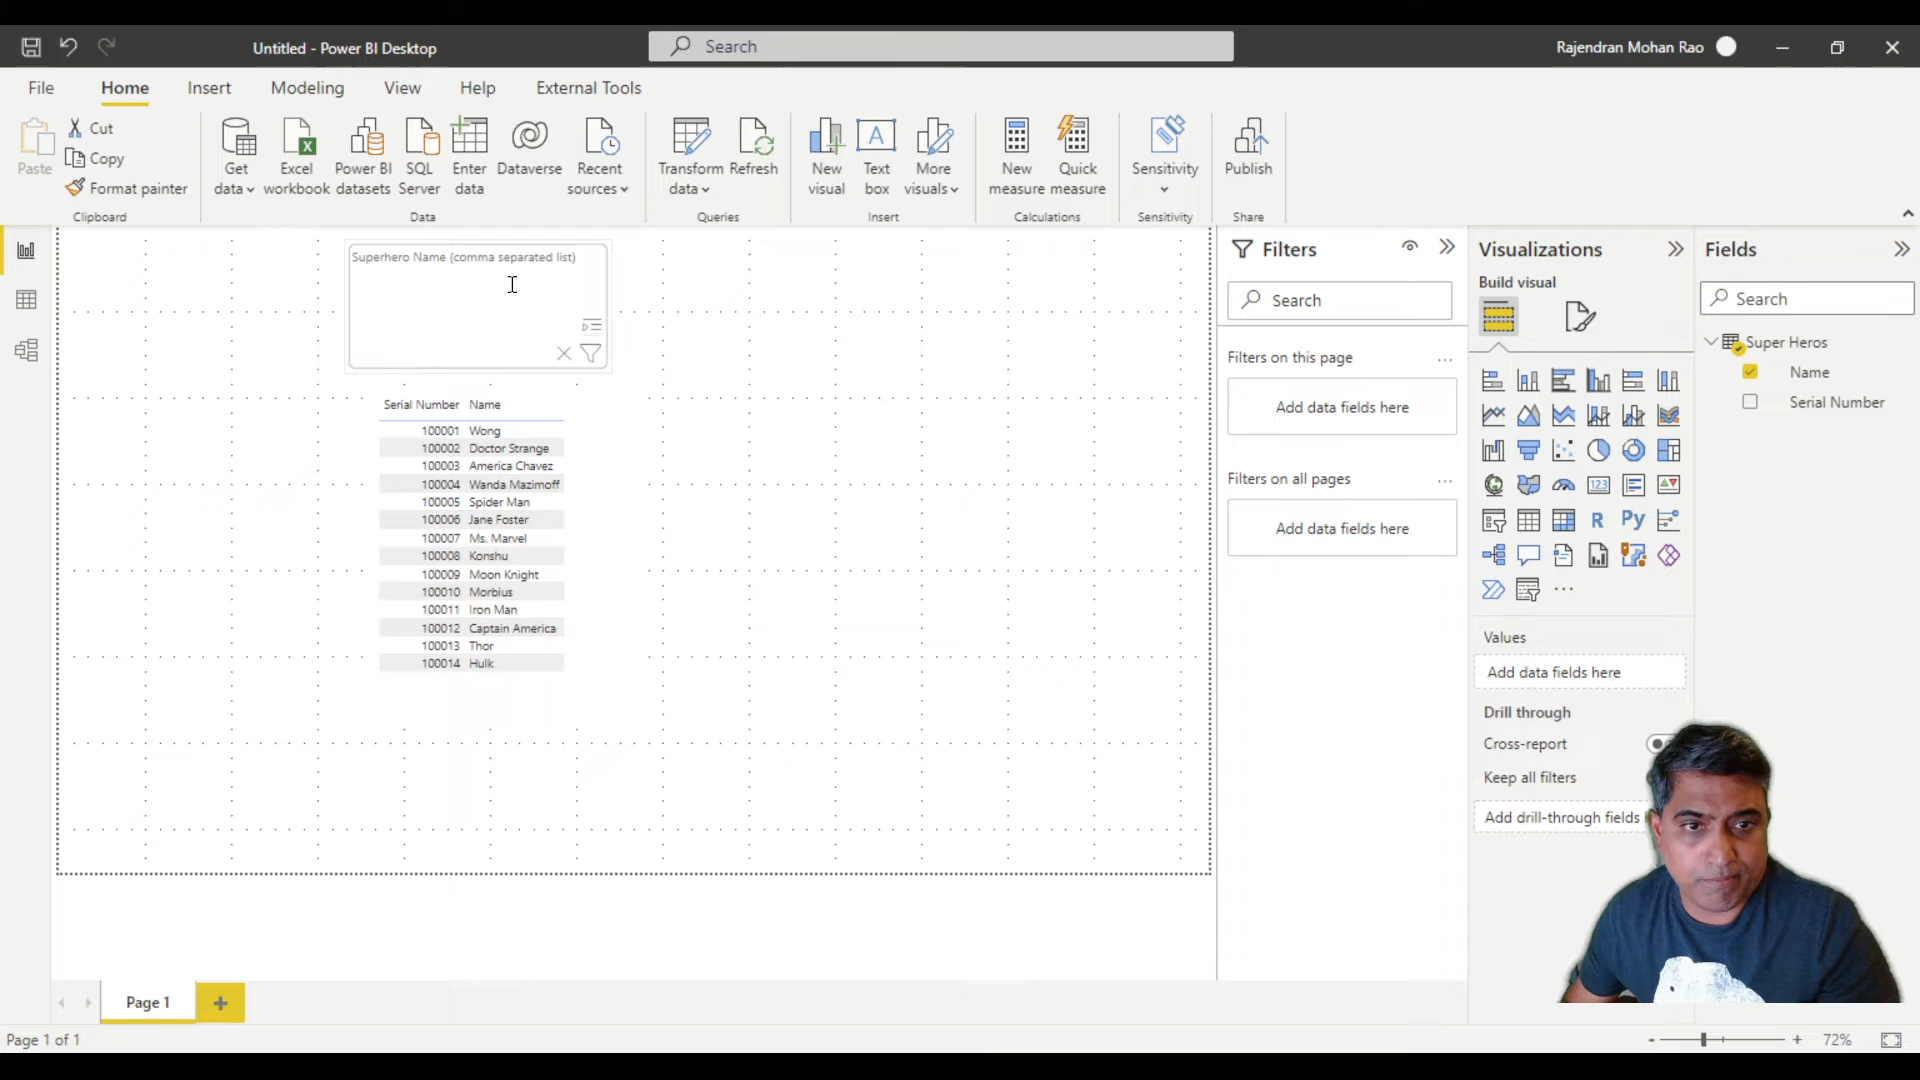 Untitled - Power BI Desktop
Search
Rajendran Mohan Rao
File
Home
Insert
Modeling
View
Help
External Tools
Paste
Cut
Copy
Format painter
Clipboard
Get data
Excel workbook
Power BI datasets
SQL Server
Enter data
Dataverse
Recent sources
Data
Transform data
Refresh
Queries
New visual
A
Text box
More visuals
Insert
New measure
Quick measure
Calculations
Sensitivity
Sensitivity
Publish
Share
Superhero Name (comma separated list)
Serial Number Name
100001 Wong
100002 Doctor Strange
100003 America Chavez
100004 Wanda Mazimoff
100005 Spider Man
100006 Jane Foster
100007 Ms. Marvel
100008 Konshu
100009 Moon Knight
100010 Morbius
100011 Iron Man
100012 Captain America
100013 Thor
100014 Hulk
Filters
Search
Filters on this page
Add data fields here
Filters on all pages
Add data fields here
Visualizations
Build visual
123
R
Py
Values
Add data fields here
Drill through
Cross-report
Keep all filters
Add drill-through fields
Fields
Search
Super Heros
Name
Serial Number
Page 1
Page 1 of 1
72%